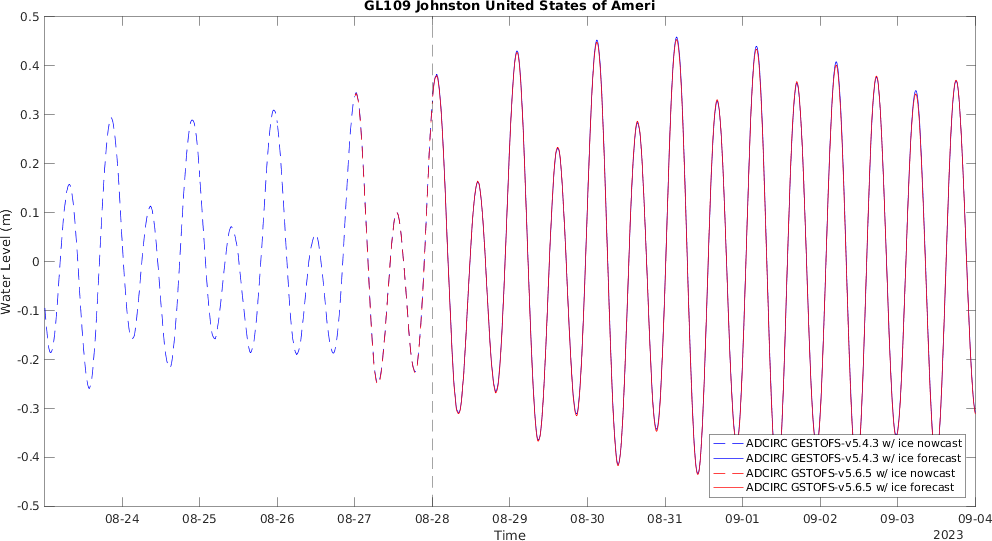 GL109 Johnston United States of Ameri
0.5
0.4
0.3
0.2
0.1
0
-0.1
-0.2
-0.3
-0.4
-0.5
Water Level (m)
ADCIRC GESTOFS-v5.4.3 w/ ice nowcast
ADCIRC GESTOFS-v5.4.3 w/ ice forecast
ADCIRC GSTOFS-v5.6.5 w/ ice nowcast
ADCIRC GSTOFS-v5.6.5 w/ ice forecast
08-24 08-25 08-26 08-27 08-28 08-29 08-30 08-31 09-01 09-02 09-03 09-04
Time
2023